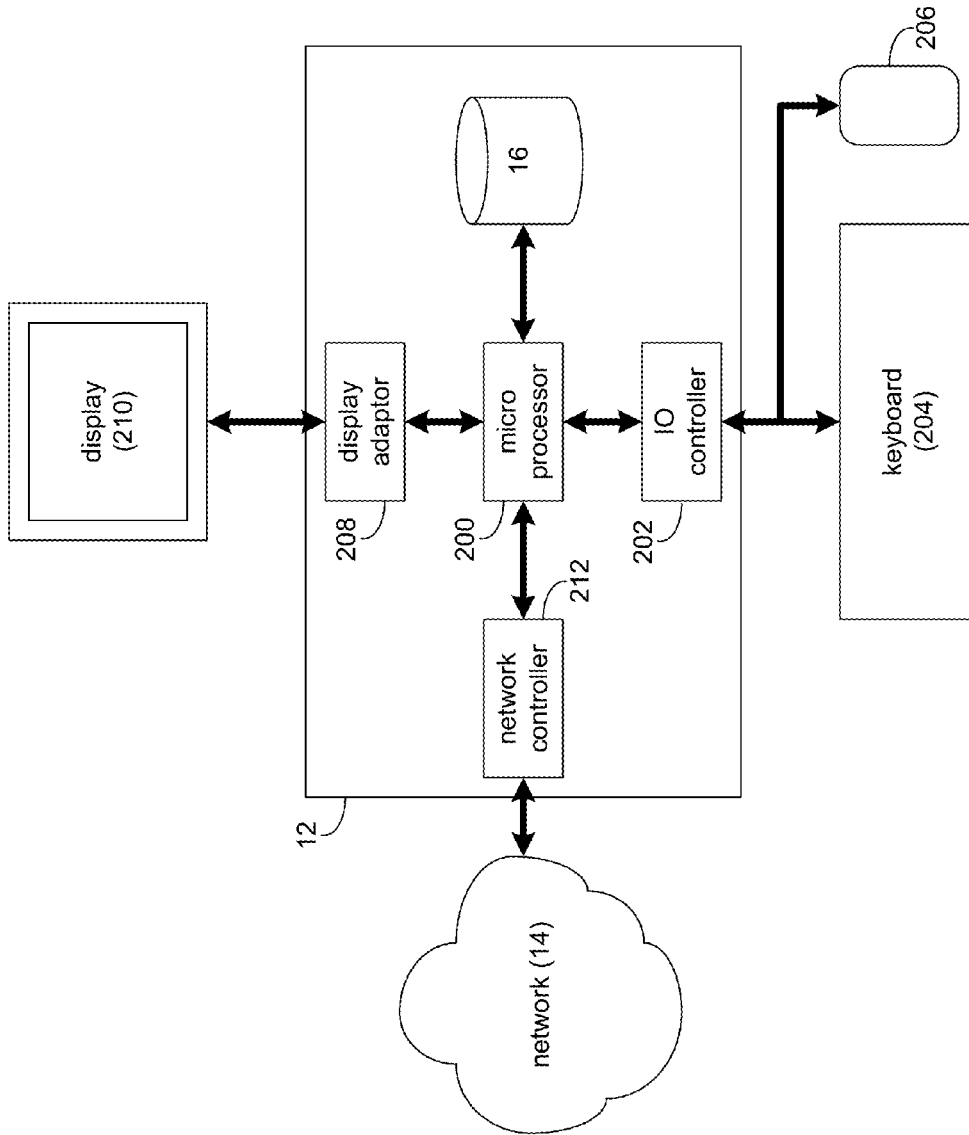 display
(210)
display
adaptor
208
16
micro
processor
200
network
controller
212
IO
controller
202
12
network (14)
keyboard
(204)
206